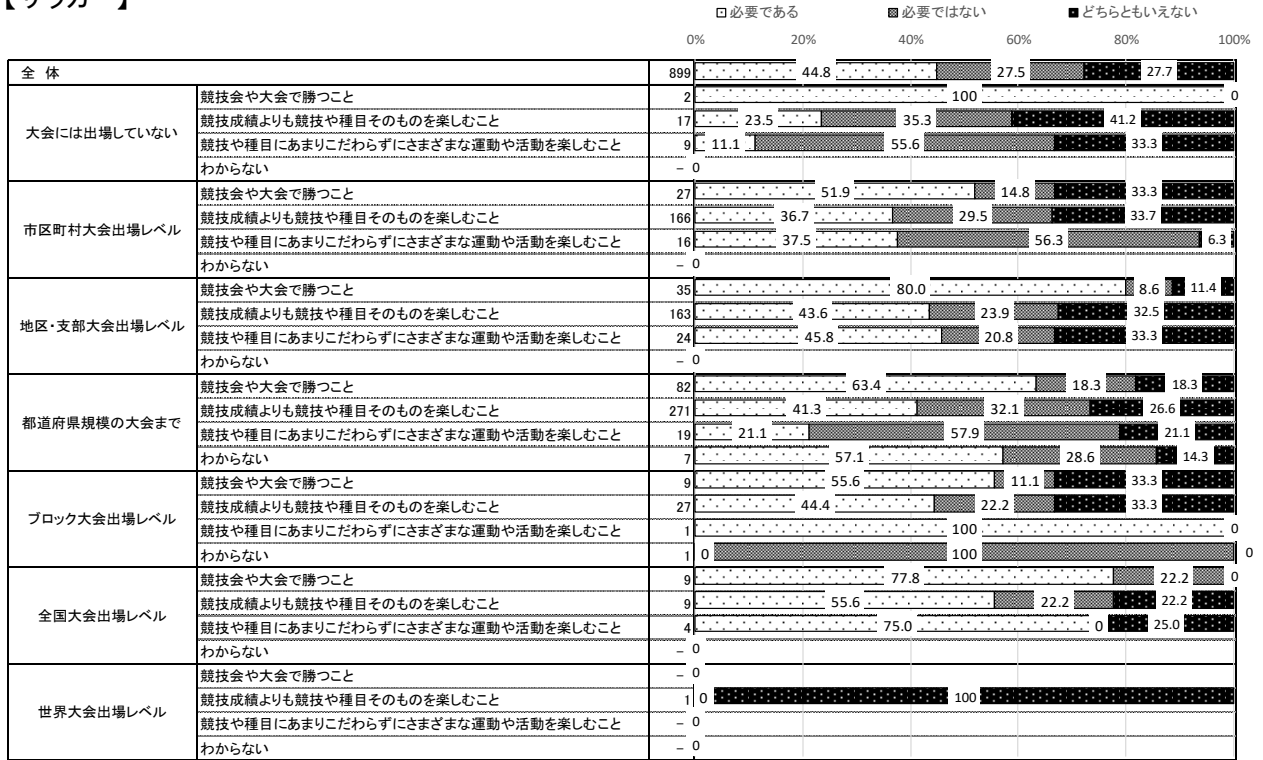 【サッカー】
□必要である ■必要ではない ■どちらともいえない
0% 20% 40% 60% 80% 100%
全 体 899 44.8 27.5 27.7
大会には出場していない
競技会や大会で勝つこと 2 100 0
競技成績よりも競技や種目そのものを楽しむこと 17 23.5 35.3 41.2
競技や種目にあまりこだわらずにさまざまな運動や活動を楽しむこと 9 11.1 55.6 33.3
わからない – 0
市区町村大会出場レベル
競技会や大会で勝つこと 27 51.9 14.8 33.3
競技成績よりも競技や種目そのものを楽しむこと 166 36.7 29.5 33.7
競技や種目にあまりこだわらずにさまざまな運動や活動を楽しむこと 16 37.5 56.3 6.3
わからない – 0
地区・支部大会出場レベル
競技会や大会で勝つこと 35 80.0 8.6 11.4
競技成績よりも競技や種目そのものを楽しむこと 163 43.6 23.9 32.5
競技や種目にあまりこだわらずにさまざまな運動や活動を楽しむこと 24 45.8 20.8 33.3
わからない – 0
都道府県規模の大会まで
競技会や大会で勝つこと 82 63.4 18.3 18.3
競技成績よりも競技や種目そのものを楽しむこと 271 41.3 32.1 26.6
競技や種目にあまりこだわらずにさまざまな運動や活動を楽しむこと 19 21.1 57.9 21.1
わからない 7 57.1 28.6 14.3
ブロック大会出場レベル
競技会や大会で勝つこと 9 55.6 11.1 33.3
競技成績よりも競技や種目そのものを楽しむこと 27 44.4 22.2 33.3
競技や種目にあまりこだわらずにさまざまな運動や活動を楽しむこと 1 100 0
わからない 1 0 100 0
全国大会出場レベル
競技会や大会で勝つこと 9 77.8 22.2 0
競技成績よりも競技や種目そのものを楽しむこと 9 55.6 22.2 22.2
競技や種目にあまりこだわらずにさまざまな運動や活動を楽しむこと 4 75.0 0 25.0
わからない – 0
世界大会出場レベル
競技会や大会で勝つこと – 0
競技成績よりも競技や種目そのものを楽しむこと 1 0 100
競技や種目にあまりこだわらずにさまざまな運動や活動を楽しむこと – 0
わからない – 0